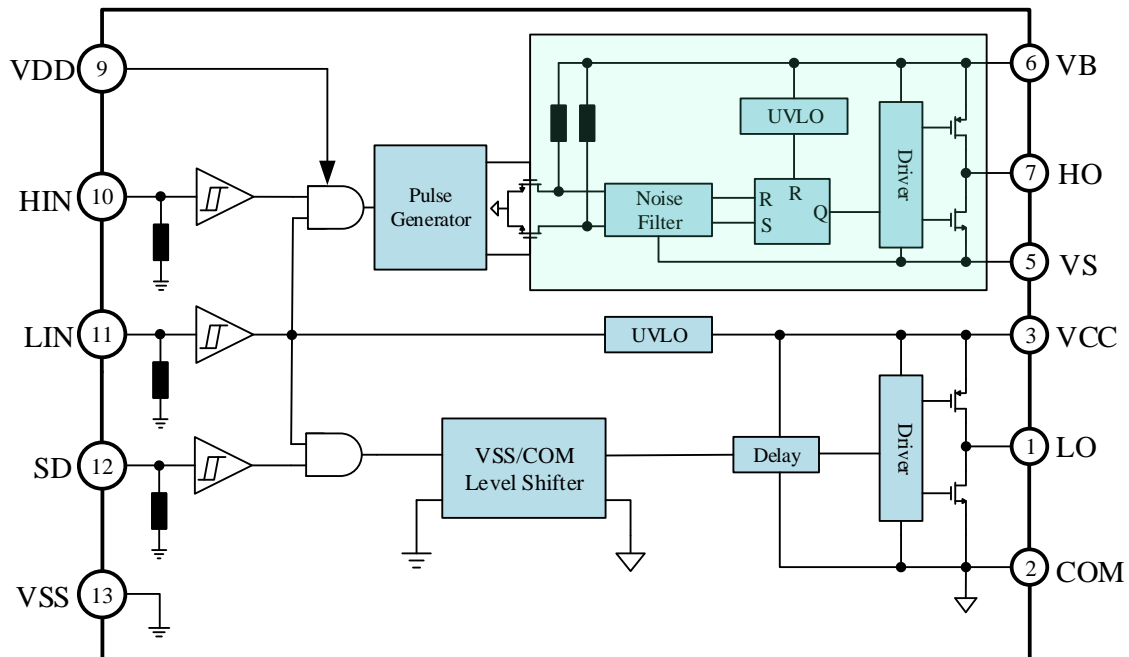 VDD 9
HIN 10
LIN 11
SD 12
VSS 13
Pulse
Generator
Noise
Filter
UVLO
R
R
S
Q
Driver
6 VB
7 HO
5 VS
UVLO
3 VCC
VSS/COM
Level Shifter
Delay
Driver
1 LO
2 COM